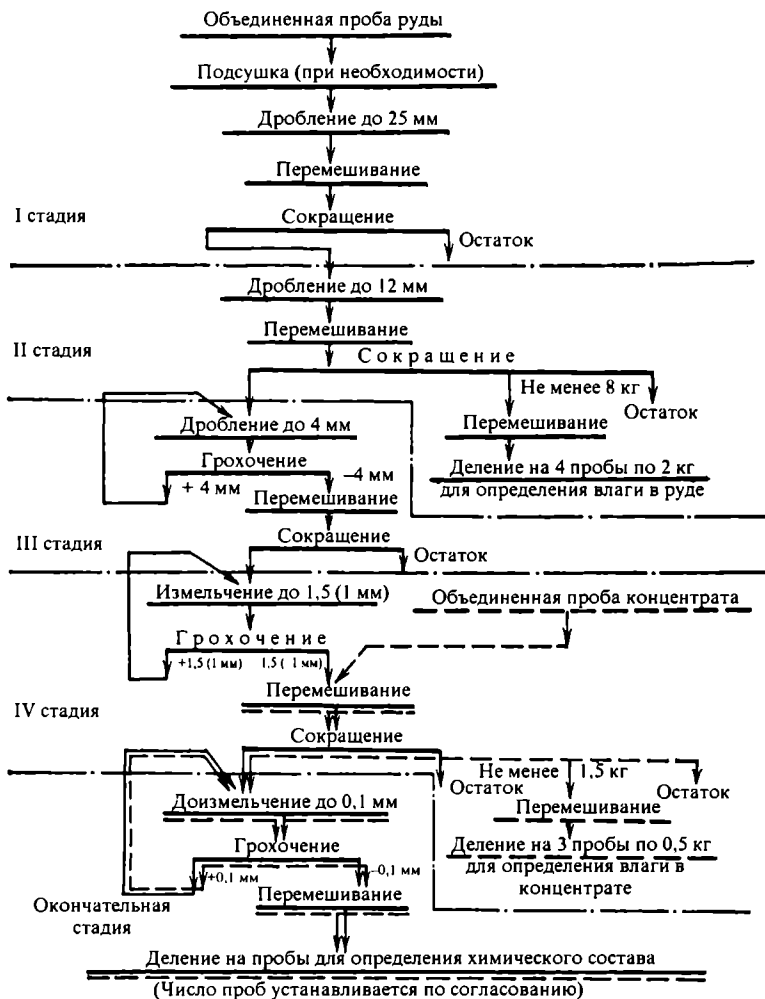 Объединенная проба руды
Подсушка (при необходимости)
Дробление до 25 мм
Перемешивание
I стадия
Сокращение
Остаток
Дробление до 12 мм
Перемешивание
II стадия
Сокращение
Не менее 8 кг
Остаток
Дробление до 4 мм
Перемешивание
Грохочение
+ 4 мм
–4 мм
Деление на 4 пробы по 2 кг
для определения влаги в руде
Перемешивание
III стадия
Сокращение
Остаток
Измельчение до 1,5 (1 мм)
Объединенная проба концентрата
Грохочение
+1,5 (1 мм)
1,5 ( 1 мм)
Перемешивание
IV стадия
Сокращение
Остаток
Не менее 1,5 кг
Остаток
Доизмельчение до 0,1 мм
Перемешивание
Грохочение
+0,1 мм
–0,1 мм
Деление на 3 пробы по 0,5 кг
для определения влаги в
концентрате
Перемешивание
Окончательная
стадия
Деление на пробы для определения химического состава
(Число проб устанавливается по согласованию)